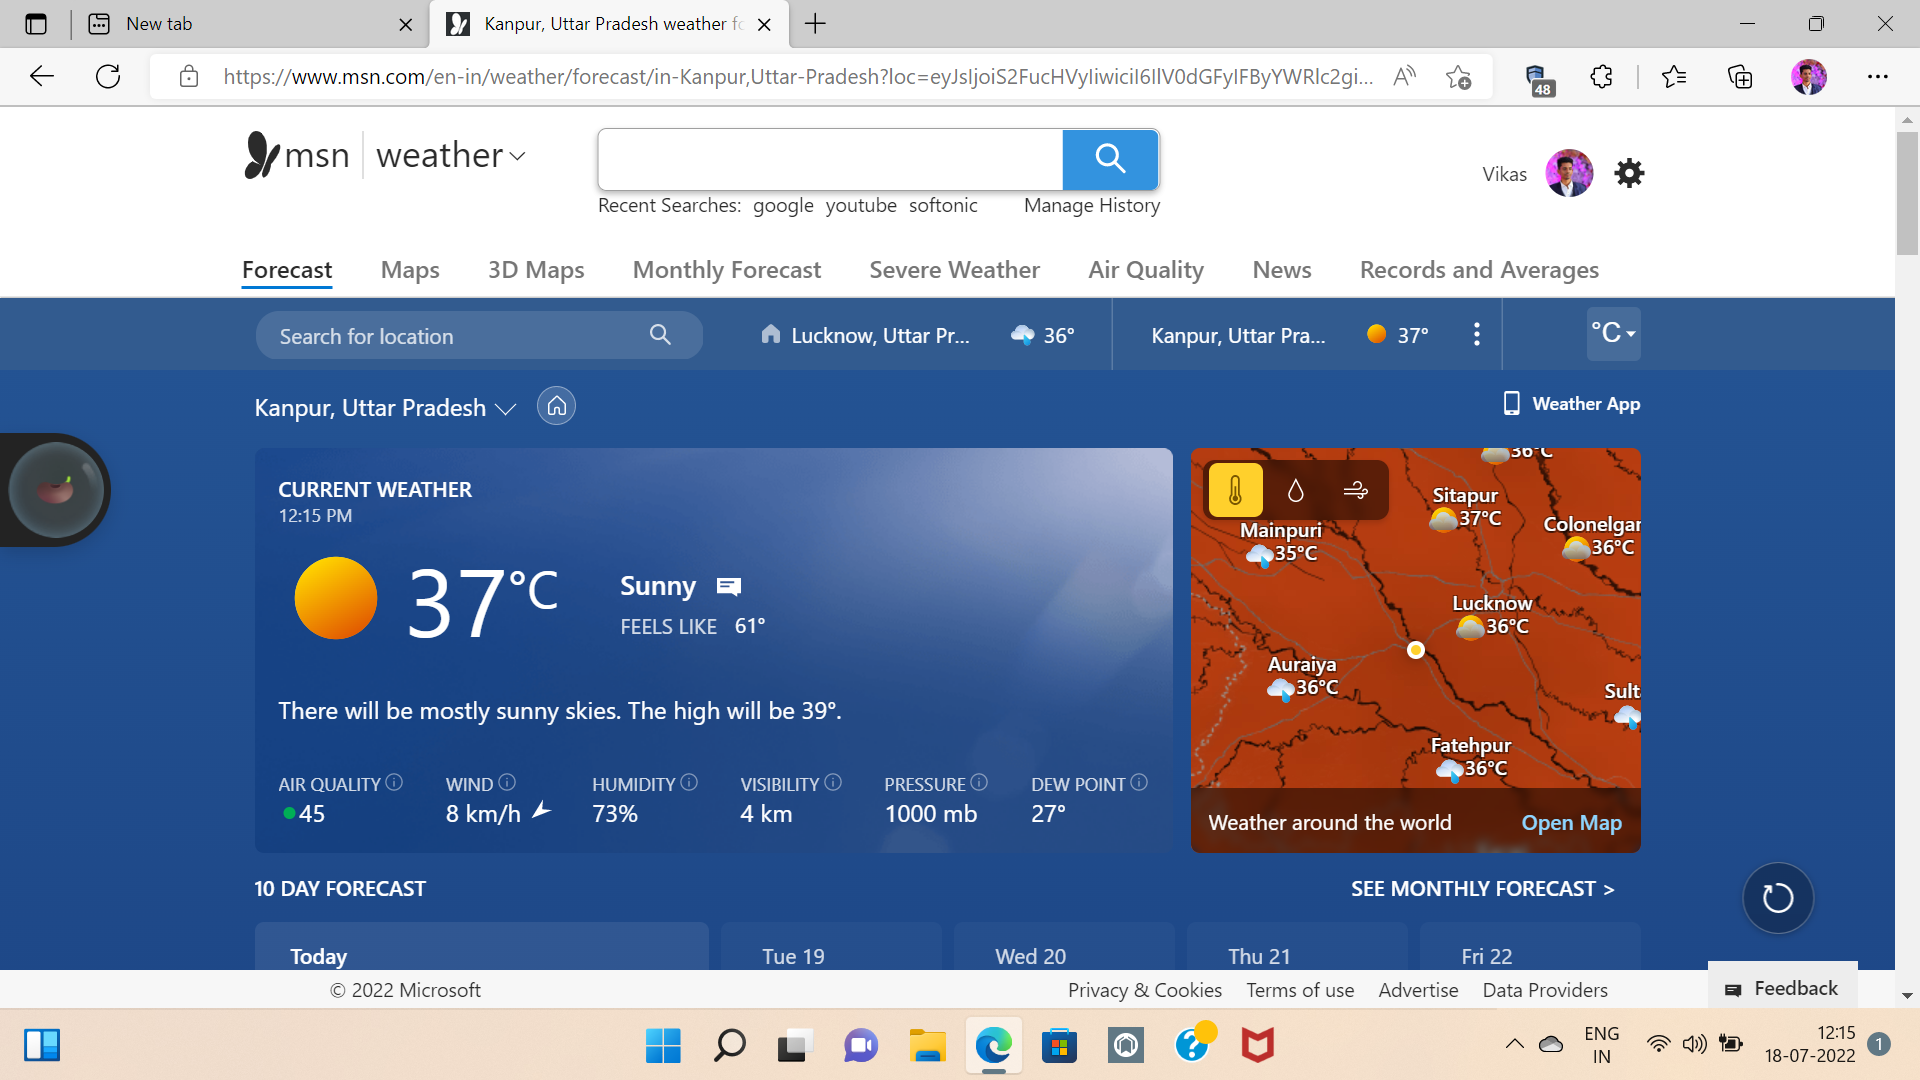 New tab
Kanpur, Uttar Pradesh weather fo
https://www.msn.com/en-in/weather/forecast/in-Kanpur,Uttar-Pradesh?loc=eyJsIjoiS2FucHVyIiwiciI6IlV0dGFyIFByYWRlc2gi...
48
msn weather
Vikas
Recent Searches: google youtube softonic Manage History
Forecast Maps 3D Maps Monthly Forecast Severe Weather Air Quality News Records and Averages
Search for location
Lucknow, Uttar Pr... 36°
Kanpur, Uttar Pra... 37°
°C
Kanpur, Uttar Pradesh
Weather App
CURRENT WEATHER
12:15 PM
37°C
Sunny
FEELS LIKE 61°
There will be mostly sunny skies. The high will be 39°.
AIR QUALITY WIND HUMIDITY VISIBILITY PRESSURE DEW POINT
45 8 km/h 73% 4 km 1000 mb 27°
36°C
Sitapur
37°C
Mainpuri
35°C
Colonelgar
36°C
Lucknow
36°C
Auraiya
36°C
Sult
Fatehpur
36°C
Weather around the world Open Map
10 DAY FORECAST
SEE MONTHLY FORECAST >
Today Tue 19 Wed 20 Thu 21 Fri 22
© 2022 Microsoft
Privacy & Cookies Terms of use Advertise Data Providers
Feedback
ENG
IN
12:15
18-07-2022
1